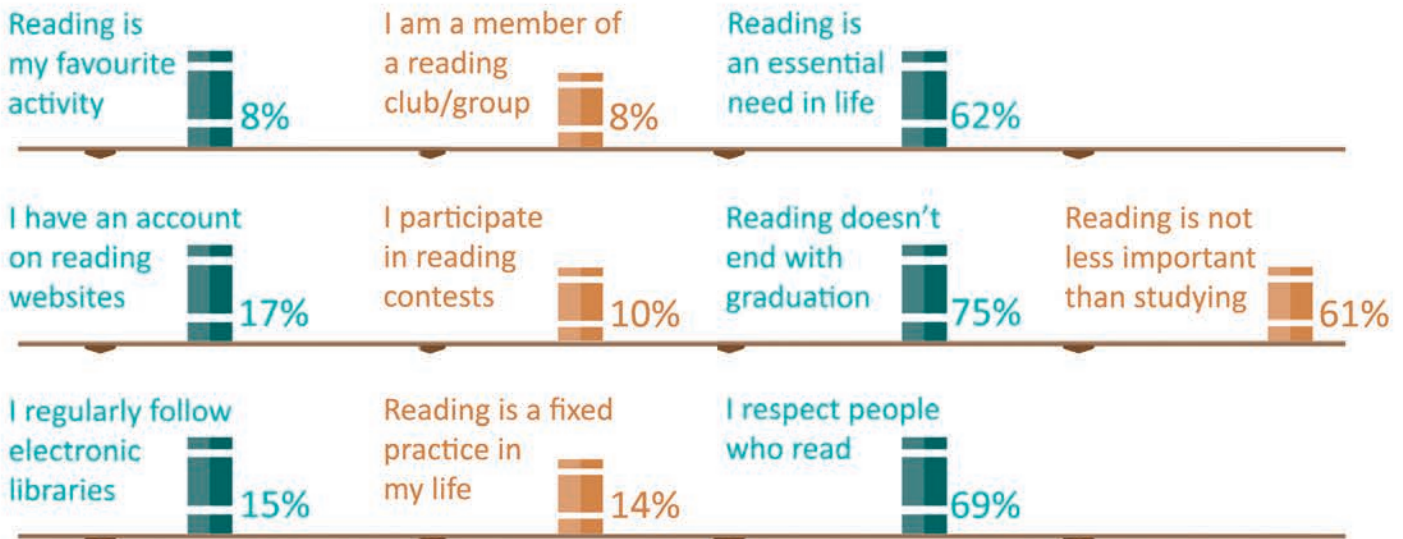 Reading is
my favourite
activity
8%
I am a member of
a reading
club/group
8%
Reading is
an essential
need in life
62%
I have an account
on reading
websites
17%
I participate
in reading
contests
10%
Reading doesn’t
end with
graduation
75%
Reading is not
less important
than studying
61%
I regularly follow
electronic
libraries
15%
Reading is a fixed
practice in
my life
14%
I respect people
who read
69%